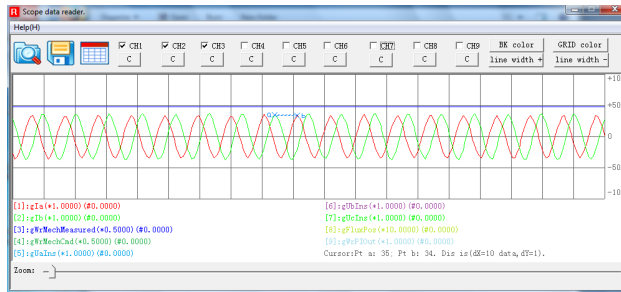 R Scope data reader.
Help(H)
CH1 CH2 CH3 CH4 CH5 CH6 CH7 CH8 CH9 BK color GRID color
C C C C C C C C C line width + line width -
+10
+50
0
-50
-10
a b
[1]:gIa(*1.0000)(#0.0000) [6]:gUbIns(*1.0000)(#0.0000)
[2]:gIb(*1.0000)(#0.0000) [7]:gUcIns(*1.0000)(#0.0000)
[3]:gWrMechMeasured(*0.5000)(#0.0000) [8]:gFluxPos(*10.0000)(#0.0000)
[4]:gWrMechCmd(*0.5000)(#0.0000) [9]:gWrPIOut(*1.0000)(#0.0000)
[5]:gUaIns(*1.0000)(#0.0000) Cursor:Pt a: 35; Pt b: 34. Dis is(dX=10 data,dY=1).
Zoom: